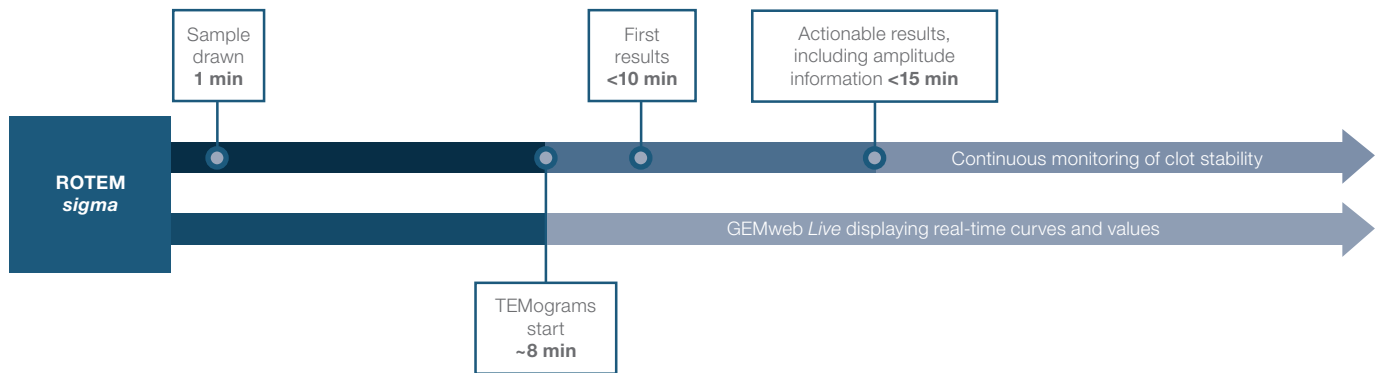 Sample
drawn
1 min
First
results
<10 min
Actionable results,
including amplitude
information <15 min
ROTEM
sigma
Continuous monitoring of clot stability
GEMweb Live displaying real-time curves and values
TEMograms
start
~8 min